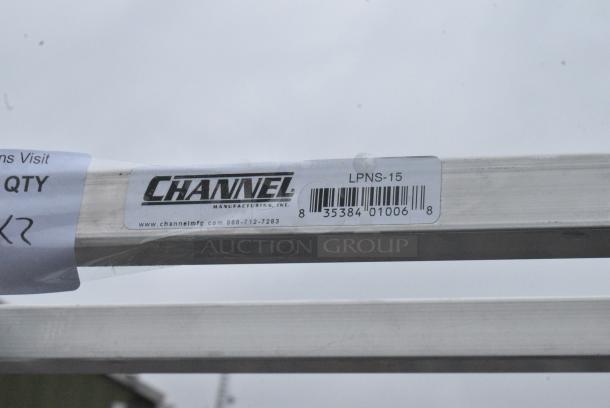 ns Visit
QTY
CHANNEL
MANUFACTURING, INC.
www.channelmfg.com 888-712-7283
LPNS-15
8 35384 01006 8
AUCTION GROUP